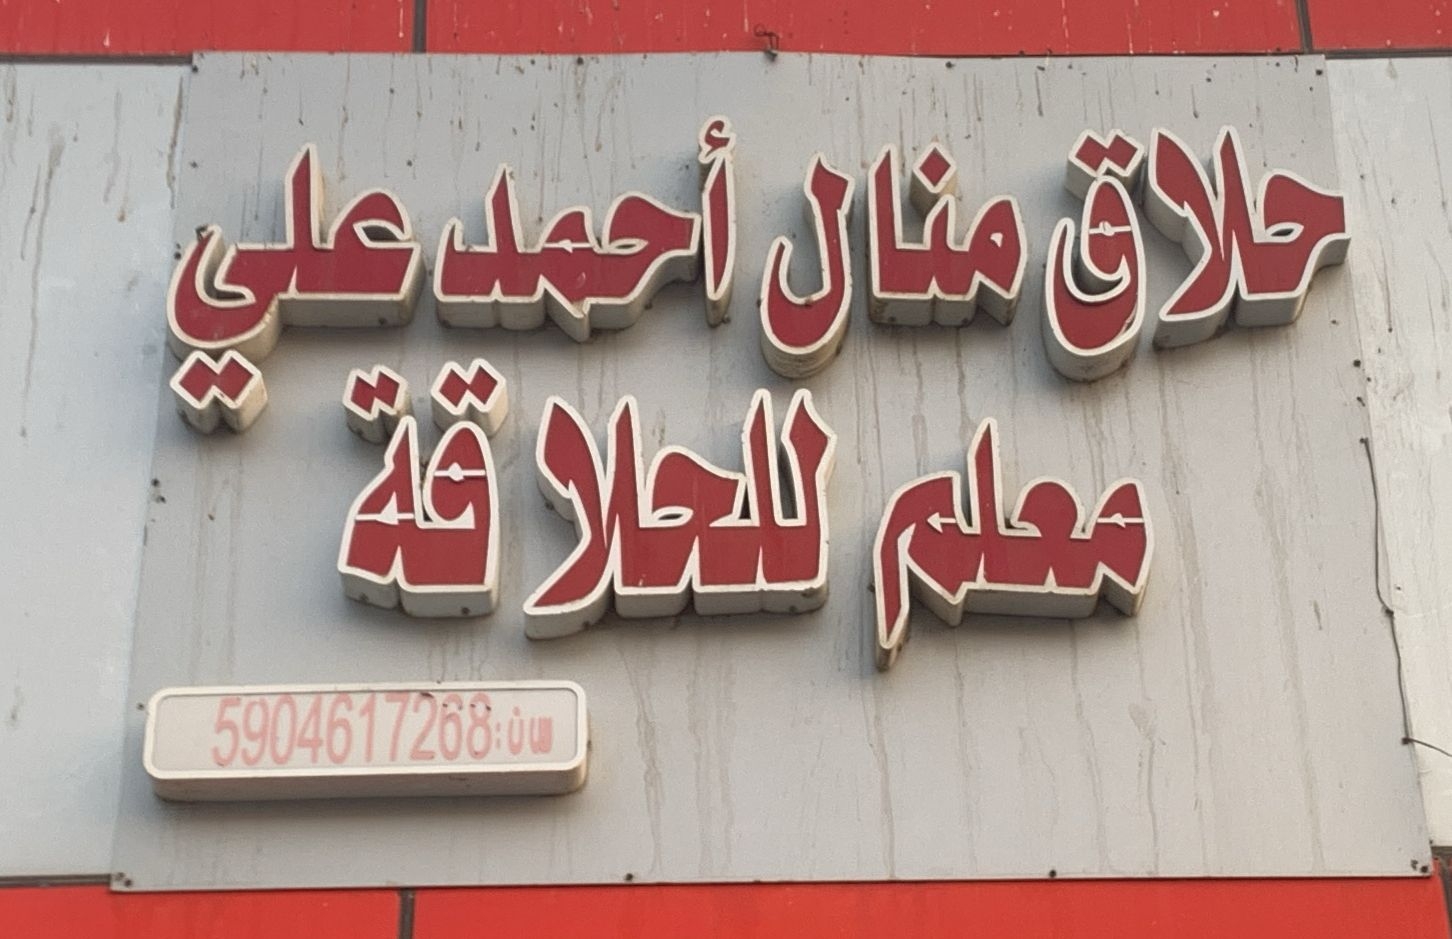 حلاق منال أحمد علي
معلم للحلاقة
س.ت: 5904617268